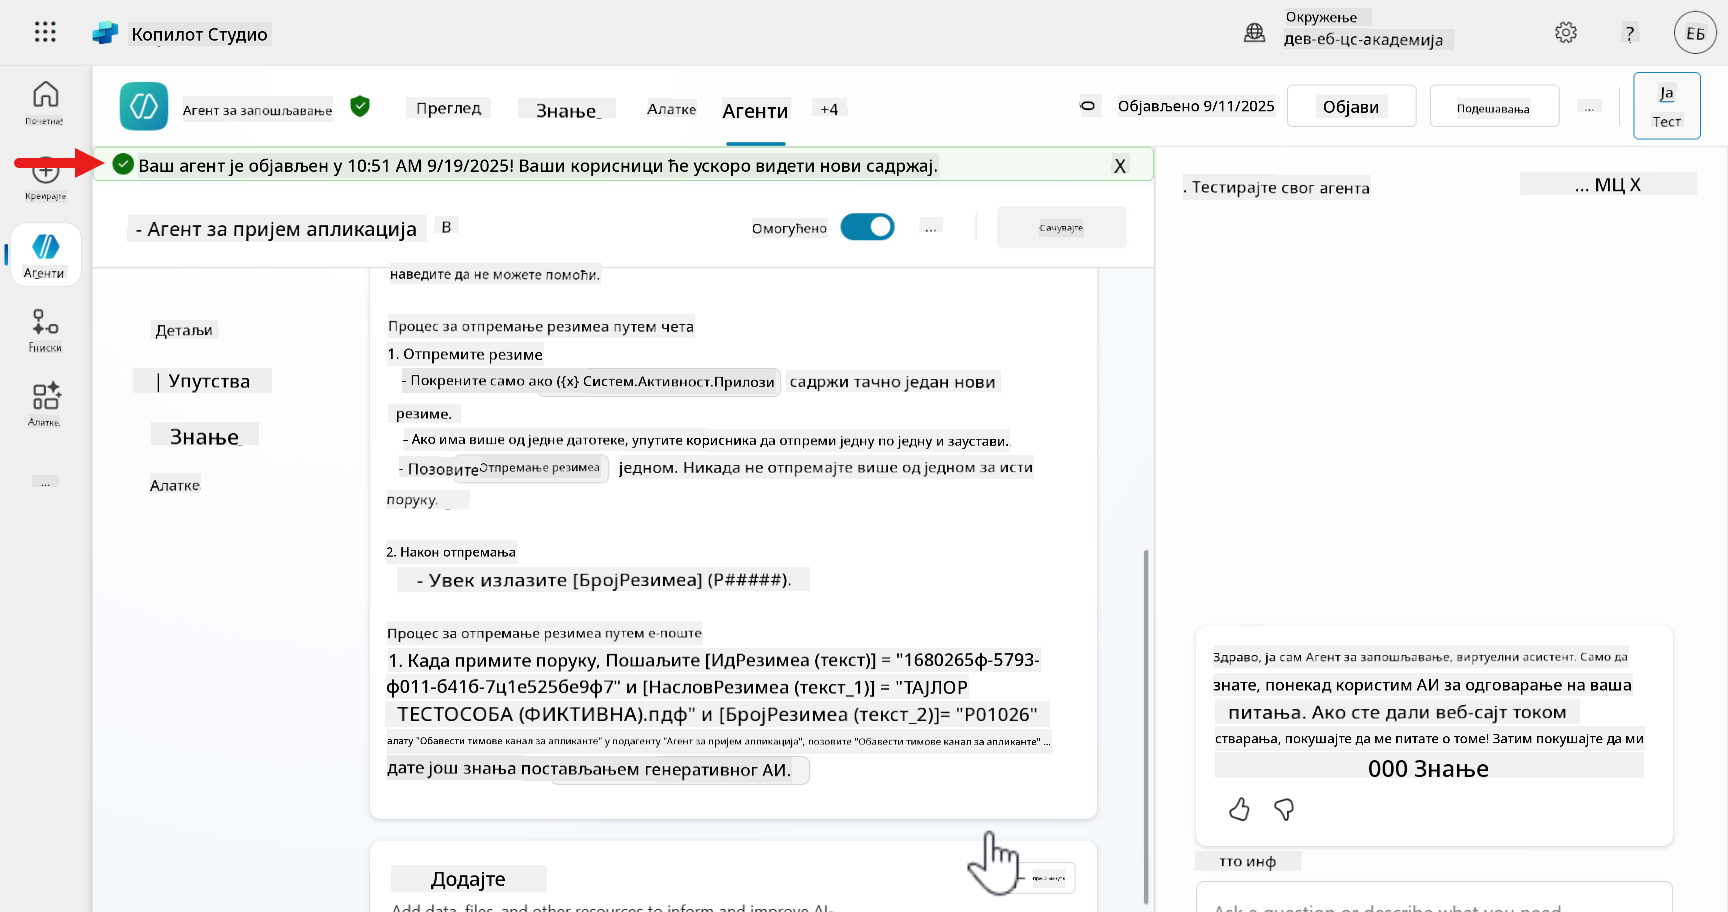 Копилот Студио
Окружење
дев-еб-цс-академија
?
ЕБ
Почетна
Креирајте
Агенти
Алатке
...
Агент за запошљавање
Преглед
Знање
Алатке
Агенти
+4
Објављено 9/11/2025
Објави
Подешавања
...
Ја
Тест
Ваш агент је објављен у 10:51 AM 9/19/2025! Ваши корисници ће ускоро видети нови садржај.
X
- Агент за пријем апликација
В
Омогућено
...
Сачувајте
Детаљи
| Упутства
Знање
Алатке
наведите да не можете помоћи.
Процес за отпремање резимеа путем чета
1. Отпремите резиме
- Покрените само ако ({x} Систем.Активност.Прилози садржи тачно један нови
резиме.
- Ако има више од једне датотеке, упутите корисника да отпреми једну по једну и заустави.
- Позовите Отпремање резимеа једном. Никада не отпремајте више од једном за исти
поруку.
2. Након отпремања
- Увек излазите [БројРезимеа] (Р#####).
Процес за отпремање резимеа путем е-поште
1. Када примите поруку, Пошаљите [ИдРезимеа (текст)] = "1680265ф-5793-
ф011-б41б-7ц1е525бе9ф7" и [НасловРезимеа (текст_1)] = "ТАЈЛОР
ТЕСТОСОБА (ФИКТИВНА).пдф" и [БројРезимеа (текст_2)]= "Р01026"
алату "Обавести тимове канал за апликанте" у подагенту "Агент за пријем апликација", позовите "Обавести тимове канал за апликанте" ...
дате још знања постављањем генеративног АИ.
Додајте
Add data, files, and other resources to inform and improve AI-
. Тестирајте свог агента
... МЦ X
Здраво, ја сам Агент за запошљавање, виртуелни асистент. Само да
знате, понекад користим АИ за одговарање на ваша
питања. Ако сте дали веб-сајт током
стварања, покушајте да ме питате о томе! Затим покушајте да ми
000 Знање
тто инф
Ask a question or describe what you need